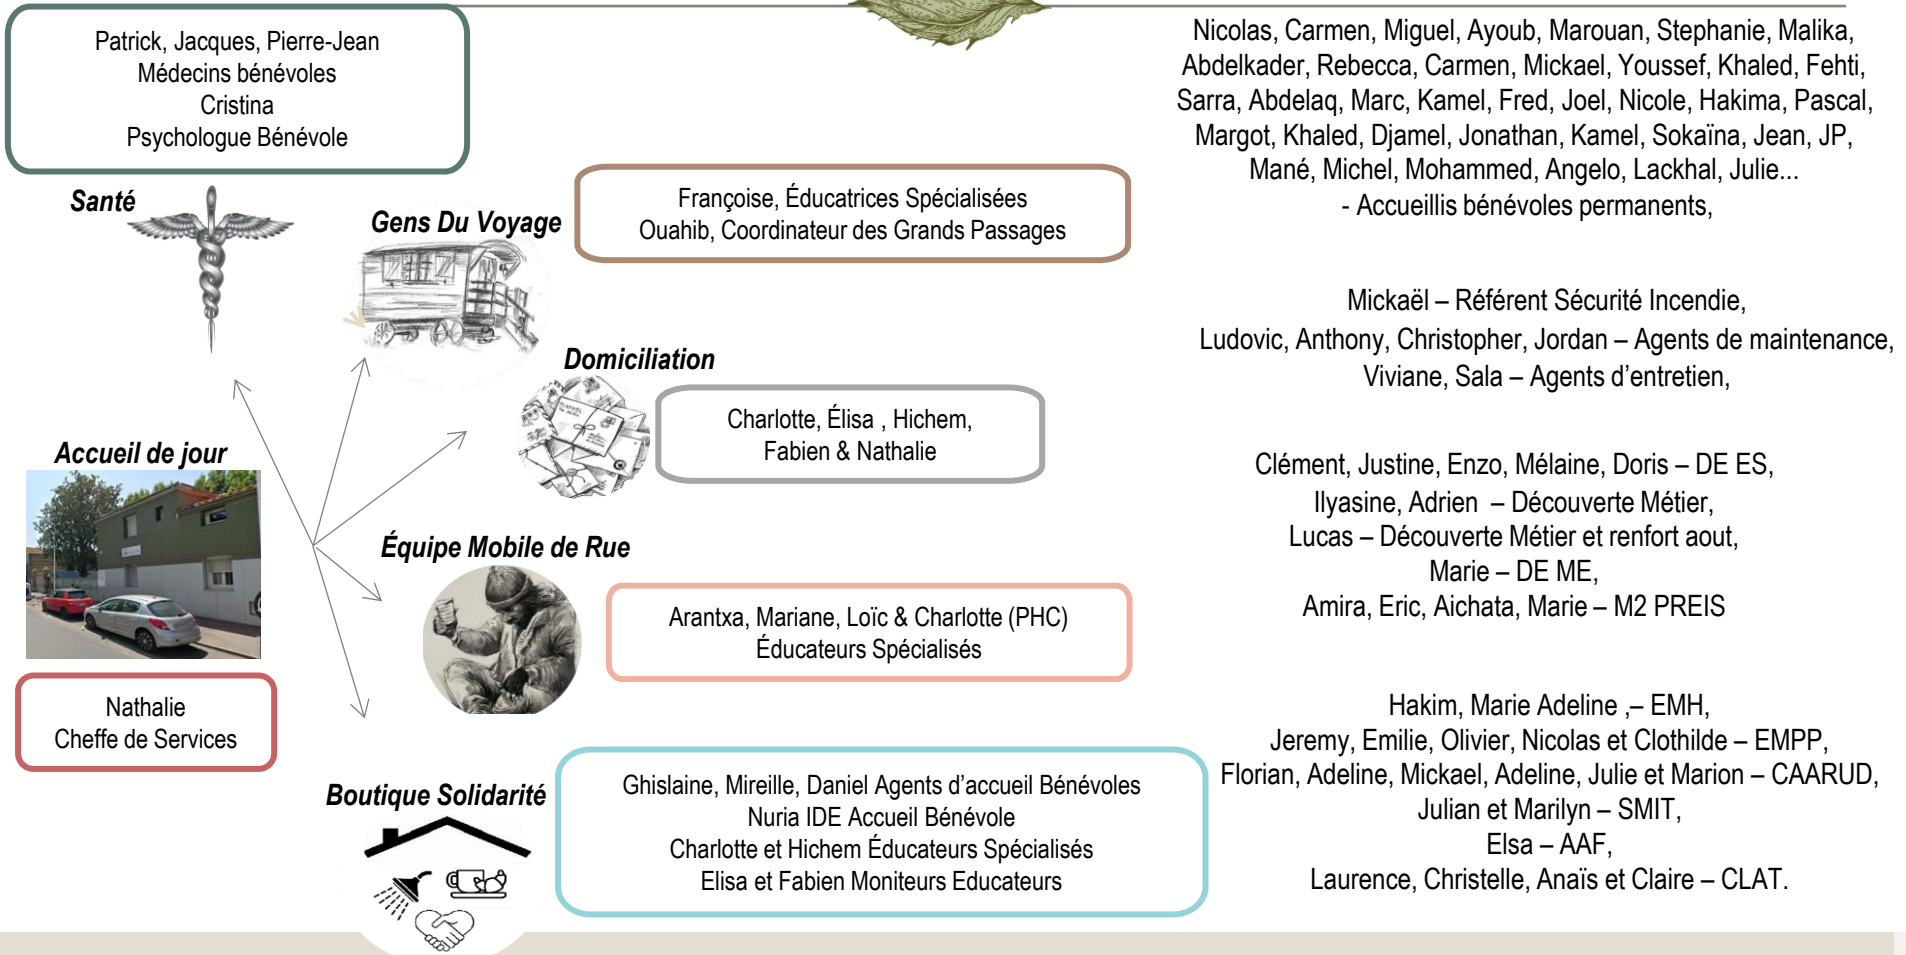 Patrick, Jacques, Pierre-Jean
Médecins bénévoles
Cristina
Psychologue Bénévole
Santé
Gens Du Voyage
Françoise, Éducatrices Spécialisées
Ouahib, Coordinateur des Grands Passages
Domiciliation
Charlotte, Élisa , Hichem,
Fabien & Nathalie
Accueil de jour
Nathalie
Cheffe de Services
Équipe Mobile de Rue
Arantxa, Mariane, Loïc & Charlotte (PHC)
Éducateurs Spécialisés
Boutique Solidarité
Ghislaine, Mireille, Daniel Agents d’accueil Bénévoles
Nuria IDE Accueil Bénévole
Charlotte et Hichem Éducateurs Spécialisés
Elisa et Fabien Moniteurs Educateurs
Nicolas, Carmen, Miguel, Ayoub, Marouan, Stephanie, Malika,
Abdelkader, Rebecca, Carmen, Mickael, Youssef, Khaled, Fehti,
Sarra, Abdelaq, Marc, Kamel, Fred, Joel, Nicole, Hakima, Pascal,
Margot, Khaled, Djamel, Jonathan, Kamel, Sokaïna, Jean, JP,
Mané, Michel, Mohammed, Angelo, Lackhal, Julie...
- Accueillis bénévoles permanents,
Mickaël – Référent Sécurité Incendie,
Ludovic, Anthony, Christopher, Jordan – Agents de maintenance,
Viviane, Sala – Agents d’entretien,
Clément, Justine, Enzo, Mélaine, Doris – DE ES,
Ilyasine, Adrien – Découverte Métier,
Lucas – Découverte Métier et renfort aout,
Marie – DE ME,
Amira, Eric, Aichata, Marie – M2 PREIS
Hakim, Marie Adeline ,– EMH,
Jeremy, Emilie, Olivier, Nicolas et Clothilde – EMPP,
Florian, Adeline, Mickael, Adeline, Julie et Marion – CAARUD,
Julian et Marilyn – SMIT,
Elsa – AAF,
Laurence, Christelle, Anaïs et Claire – CLAT.